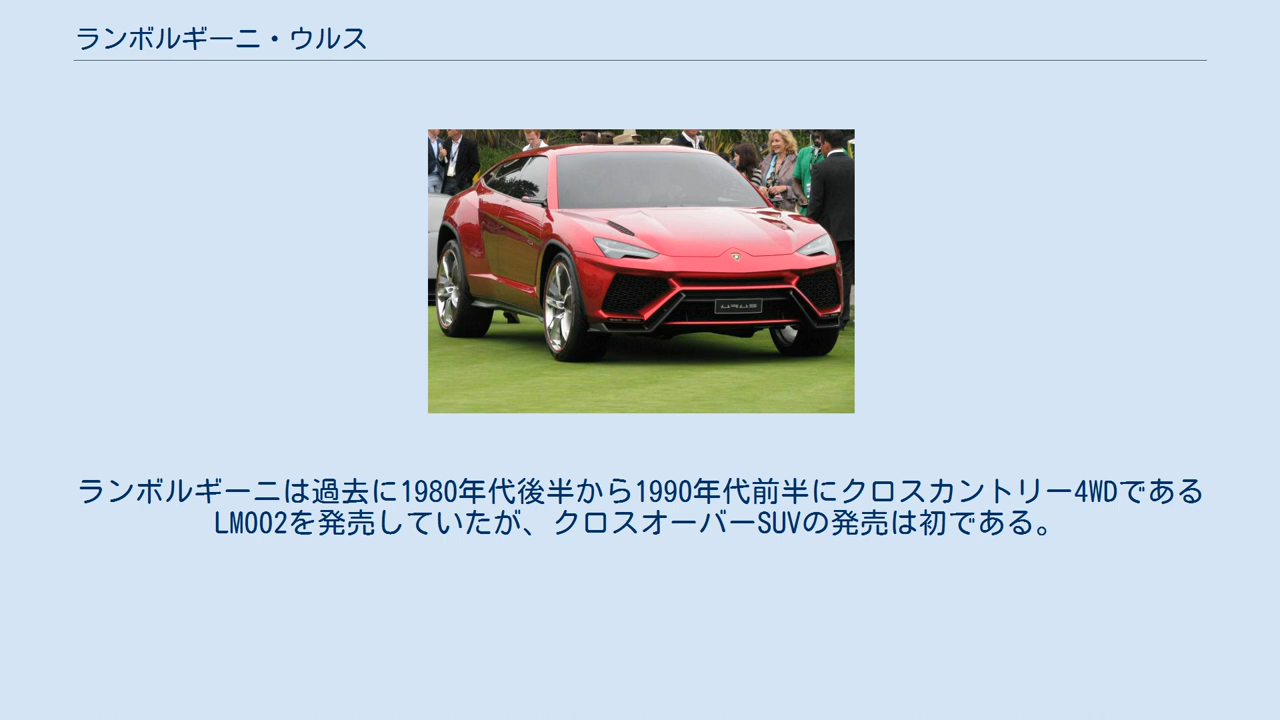 ランボルギーニ・ウルス
URUS
ランボルギーニは過去に1980年代後半から1990年代前半にクロスカントリー4WDである
LM002を発売していたが、クロスオーバーSUVの発売は初である。